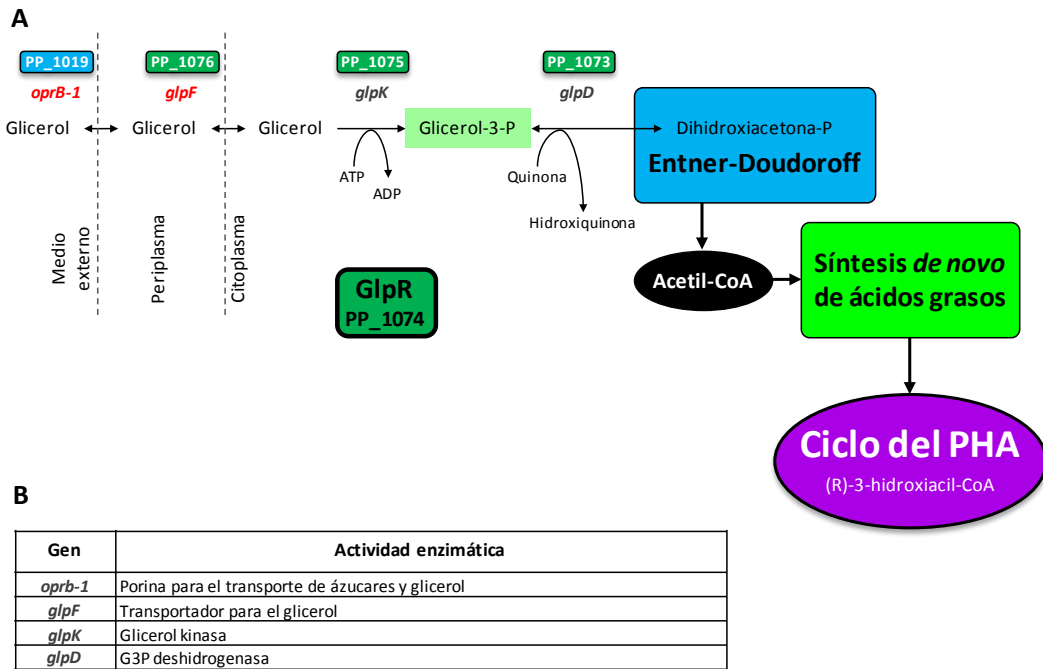 A
PP_1019 PP_1076 PP_1075 PP_1073
oprB-1 glpF glpK glpD
Glicerol Glicerol Glicerol Glicerol-3-P Dihidroxiacetona-P
Entner-Doudoroff
ATP
ADP
Quinona
Hidroxiquinona
Medio
externo
Periplasma
Citoplasma
GlpR
PP_1074
Acetil-CoA
Síntesis de novo
de ácidos grasos
Ciclo del PHA
(R)-3-hidroxiacil-CoA
B
Gen Actividad enzimática
oprb-1 Porina para el transporte de ázucares y glicerol
glpF Transportador para el glicerol
glpK Glicerol kinasa
glpD G3P deshidrogenasa